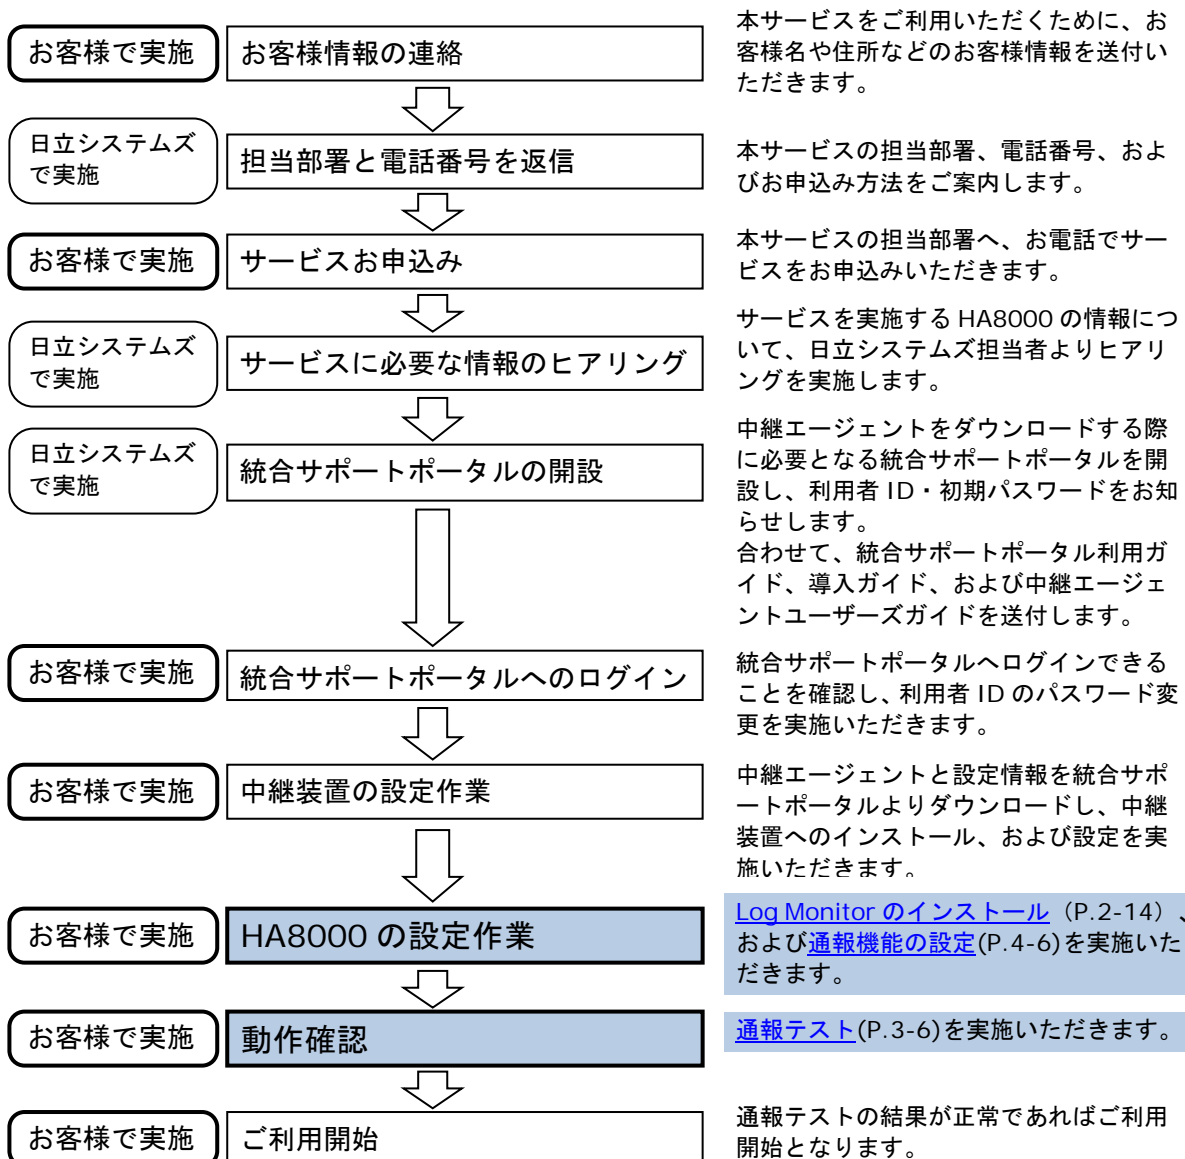 お客様で実施
お客様情報の連絡
本サービスをご利用いただくために、お
客様名や住所などのお客様情報を送付い
ただきます。
日立システムズ
で実施
担当部署と電話番号を返信
本サービスの担当部署、電話番号、およ
びお申込み方法をご案内します。
お客様で実施
サービスお申込み
本サービスの担当部署へ、お電話でサー
ビスをお申込みいただきます。
日立システムズ
で実施
サービスに必要な情報のヒアリング
サービスを実施する HA8000 の情報につ
いて、日立システムズ担当者よりヒアリ
ングを実施します。
日立システムズ
で実施
統合サポートポータルの開設
中継エージェントをダウンロードする際
に必要となる統合サポートポータルを開
設し、利用者 ID・初期パスワードをお知
らせします。
合わせて、統合サポートポータル利用ガ
イド、導入ガイド、および中継エージェ
ントユーザーズガイドを送付します。
お客様で実施
統合サポートポータルへのログイン
統合サポートポータルへログインできる
ことを確認し、利用者 ID のパスワード変
更を実施いただきます。
お客様で実施
中継装置の設定作業
中継エージェントと設定情報を統合サポ
ートポータルよりダウンロードし、中継
装置へのインストール、および設定を実
施いただきます。
お客様で実施
HA8000 の設定作業
Log Monitor のインストール（P.2-14）、
および通報機能の設定(P.4-6)を実施いた
だきます。
お客様で実施
動作確認
通報テスト(P.3-6)を実施いただきます。
お客様で実施
ご利用開始
通報テストの結果が正常であればご利用
開始となります。